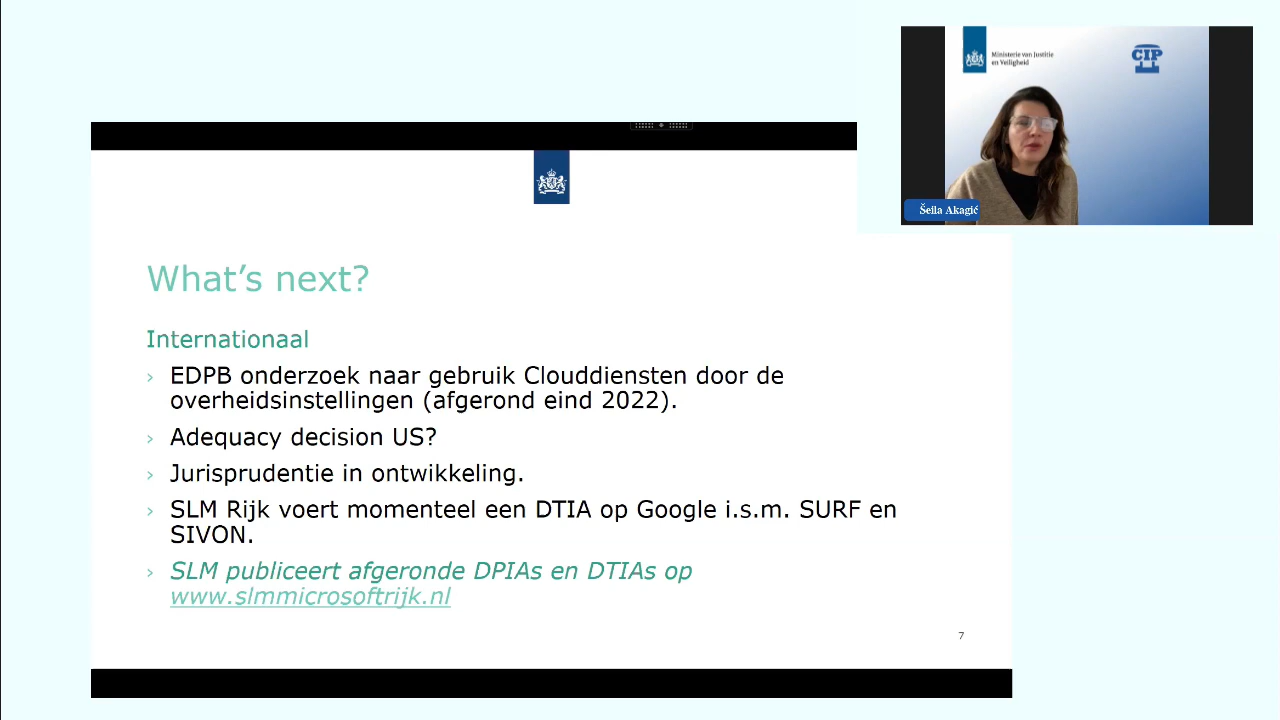 Ministerie van Justitie
en Veiligheid
CIP
Šeila Akagić
What's next?
Internationaal
› EDPB onderzoek naar gebruik Clouddiensten door de
overheidsinstellingen (afgerond eind 2022).
› Adequacy decision US?
› Jurisprudentie in ontwikkeling.
› SLM Rijk voert momenteel een DTIA op Google i.s.m. SURF en
SIVON.
› SLM publiceert afgeronde DPIAs en DTIAs op
www.slmmicrosoftrijk.nl
7